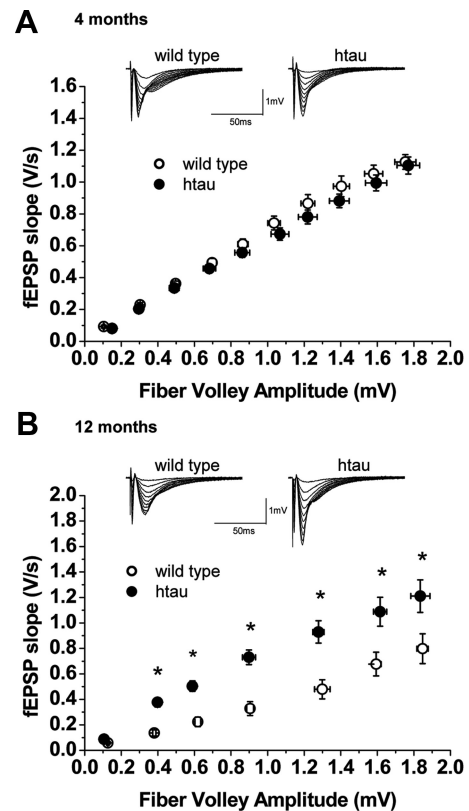 A 4 months
wild type htau
1mV
50ms
wild type
htau
fEPSP slope (V/s)
1.6
1.4
1.2
1.0
0.8
0.6
0.4
0.2
0.0
0.0 0.2 0.4 0.6 0.8 1.0 1.2 1.4 1.6 1.8 2.0
Fiber Volley Amplitude (mV)
B 12 months
wild type htau
1mV
50ms
wild type
htau
* * * * * *
fEPSP slope (V/s)
2.0
1.8
1.6
1.4
1.2
1.0
0.8
0.6
0.4
0.2
0.0
0.0 0.2 0.4 0.6 0.8 1.0 1.2 1.4 1.6 1.8 2.0
Fiber Volley Amplitude (mV)